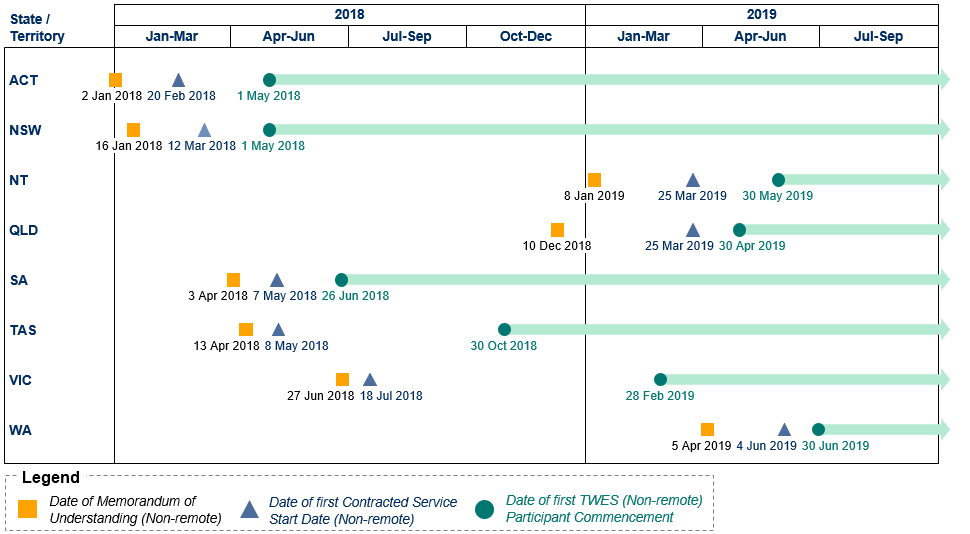 State /
Territory
2018
2019
Jan-Mar
Apr-Jun
Jul-Sep
Oct-Dec
Jan-Mar
Apr-Jun
Jul-Sep
ACT
2 Jan 2018
20 Feb 2018
1 May 2018
NSW
16 Jan 2018
12 Mar 2018
1 May 2018
NT
8 Jan 2019
25 Mar 2019
30 May 2019
QLD
10 Dec 2018
25 Mar 2019
30 Apr 2019
SA
3 Apr 2018
7 May 2018
26 Jun 2018
TAS
13 Apr 2018
8 May 2018
30 Oct 2018
VIC
27 Jun 2018
18 Jul 2018
28 Feb 2019
WA
5 Apr 2019
4 Jun 2019
30 Jun 2019
Legend
Date of Memorandum of
Understanding (Non-remote)
Date of first Contracted Service
Start Date (Non-remote)
Date of first TWES (Non-remote)
Participant Commencement